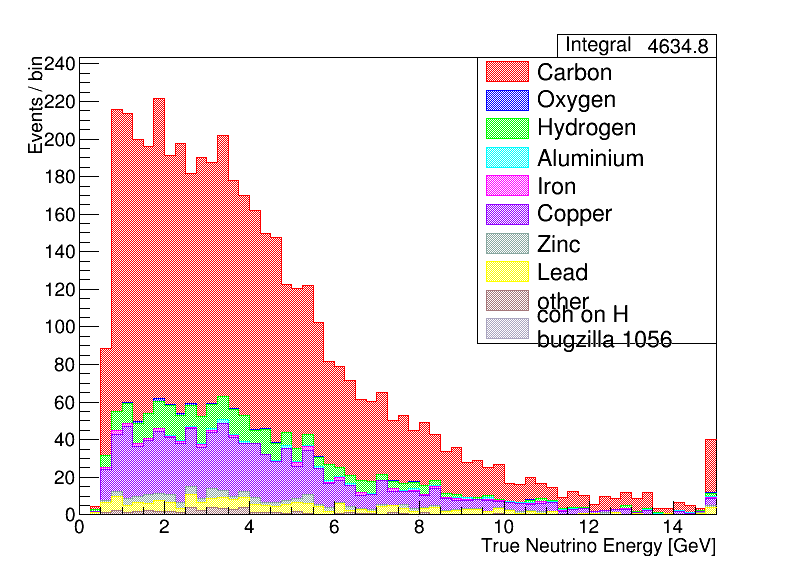 Integral 4634.8
Events / bin
240
220
200
180
160
140
120
100
80
60
40
20
0
Carbon
Oxygen
Hydrogen
Aluminium
Iron
Copper
Zinc
Lead
other
coh on H
bugzilla 1056
0 2 4 6 8 10 12 14
True Neutrino Energy [GeV]